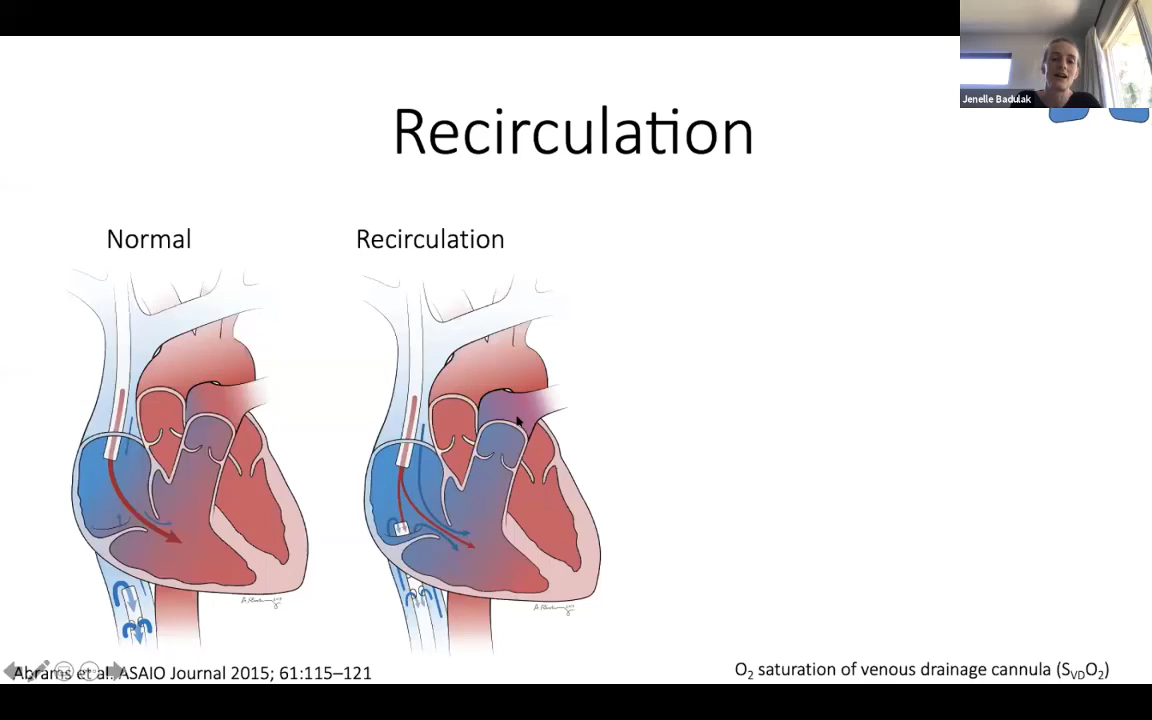 Jenelle Badulak
Recirculation
Normal
Recirculation
Abrams et al. ASAIO Journal 2015; 61:115–121
O₂ saturation of venous drainage cannula (S_VDO₂)